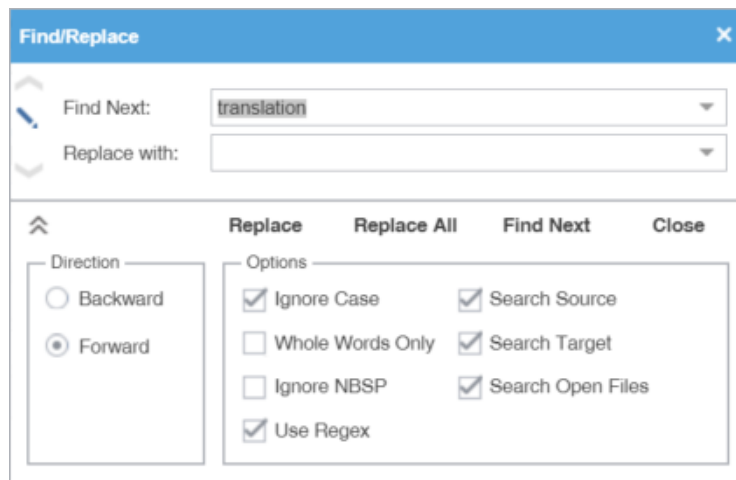 Find/Replace
Find Next: translation
Replace with:
Replace Replace All Find Next Close
Direction Options
Backward Ignore Case Search Source
Forward Whole Words Only Search Target
Ignore NBSP Search Open Files
Use Regex